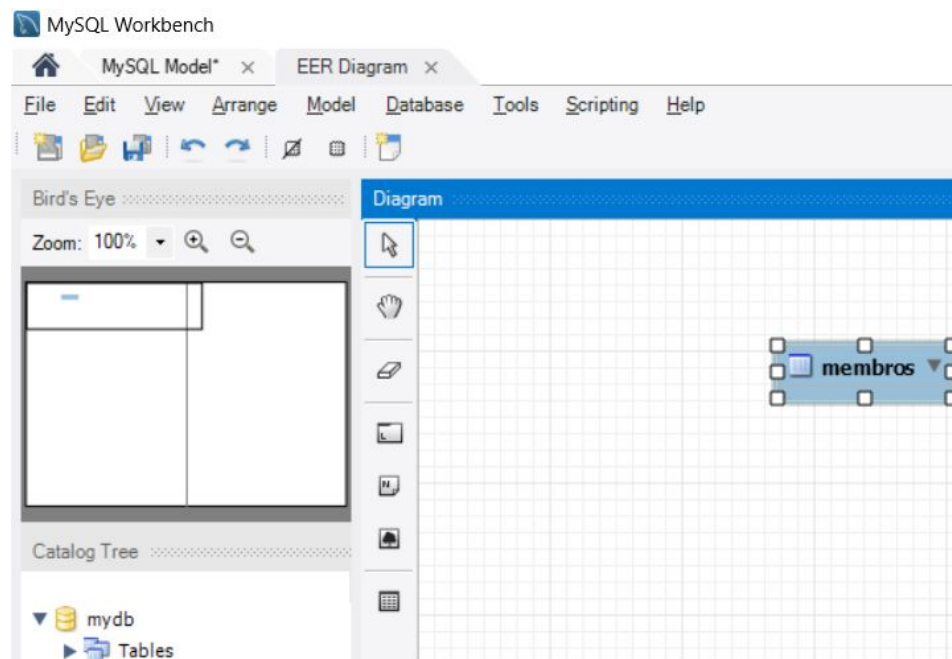 MySQL Workbench
MySQL Model* × EER Diagram ×
File Edit View Arrange Model Database Tools Scripting Help
Bird's Eye
Diagram
Zoom: 100%
membros
Catalog Tree
mydb
Tables